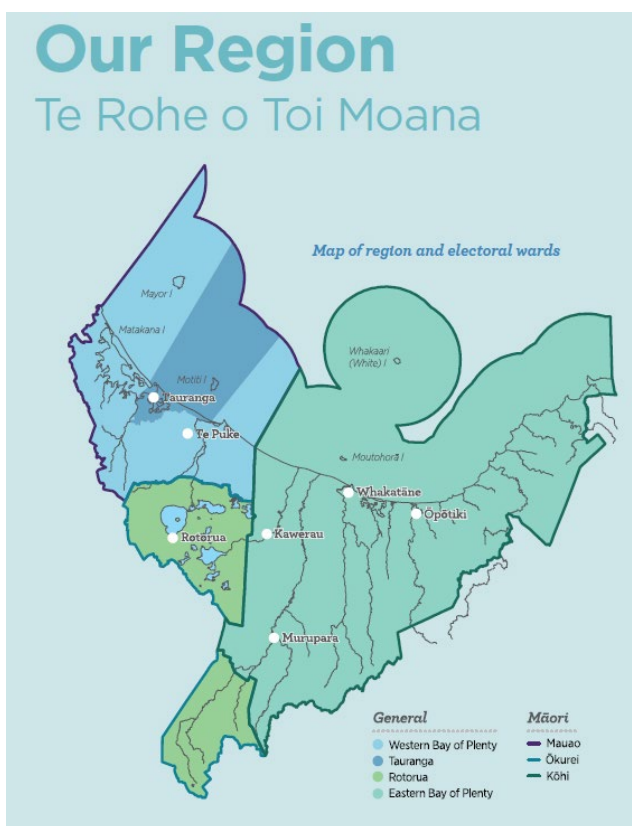 Our Region
Te Rohe o Toi Moana
Map of region and electoral wards
Mayor I
Matakana I
Whakaari
(White) I
Motiti I
Tauranga
Te Puke
Moutohorā I
Whakatāne
Ōpōtiki
Rotorua
Kawerau
Murupara
General
Western Bay of Plenty
Tauranga
Rotorua
Eastern Bay of Plenty
Māori
Mauao
Ōkurei
Kōhi